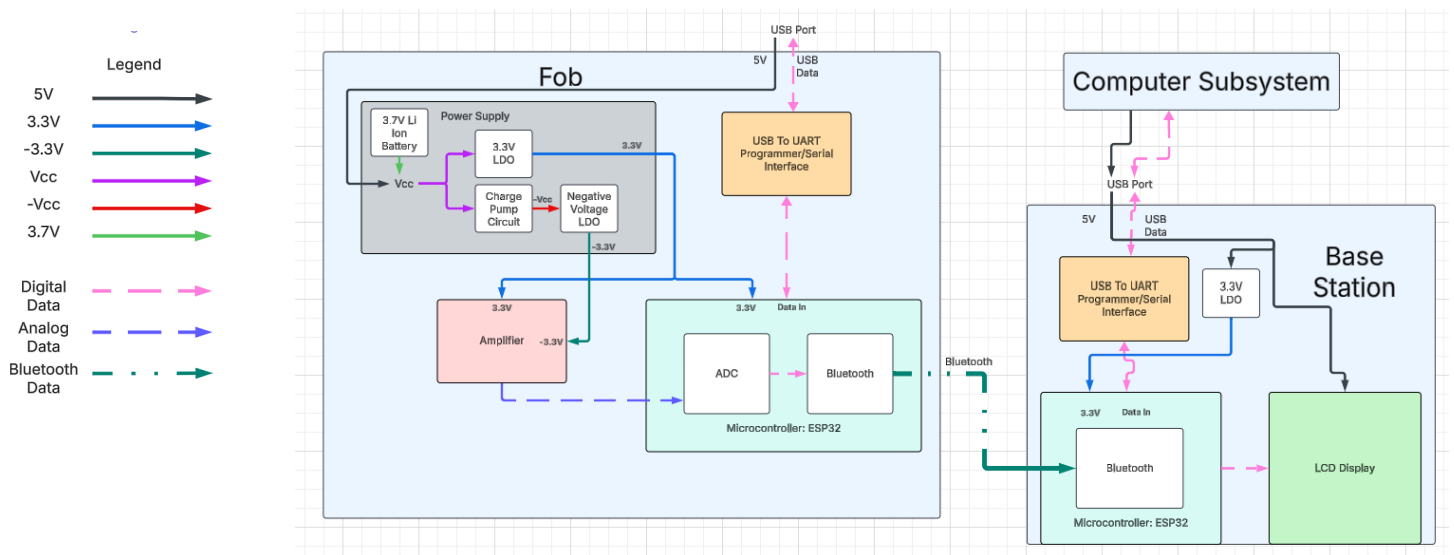 Legend
5V
3.3V
-3.3V
Vcc
-Vcc
3.7V
Digital
Data
Analog
Data
Bluetooth
Data
USB Port
5V
USB
Data
Fob
Power Supply
3.7V Li
Ion
Battery
Vcc
3.3V
LDO
3.3V
Charge
Pump
Circuit
-Vcc
Negative
Voltage
LDO
-3.3V
USB To UART
Programmer/Serial
Interface
3.3V
Amplifier
-3.3V
3.3V
Data In
ADC
Bluetooth
Microcontroller: ESP32
Bluetooth
Computer Subsystem
USB Port
5V
USB
Data
Base
Station
USB To UART
Programmer/Serial
Interface
3.3V
LDO
3.3V
Data In
Bluetooth
Microcontroller: ESP32
LCD Display